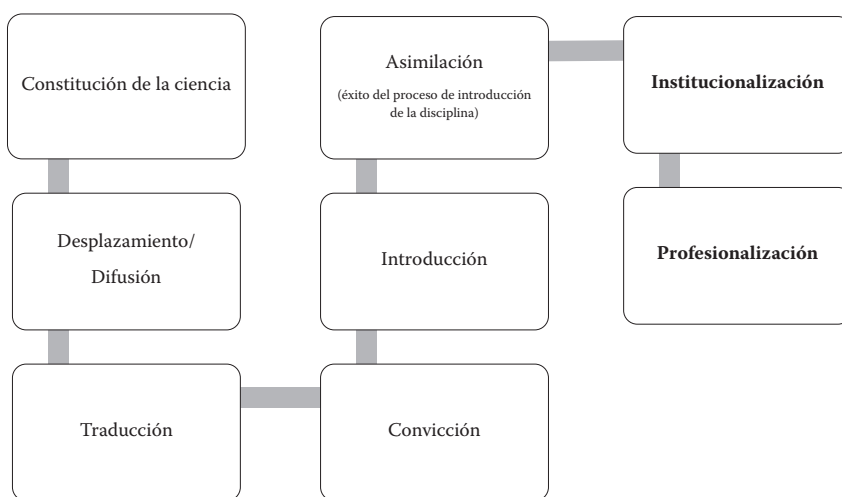 Constitución de la ciencia
Desplazamiento/
Difusión
Traducción
Convicción
Introducción
Asimilación
(éxito del proceso de introducción
de la disciplina)
Institucionalización
Profesionalización